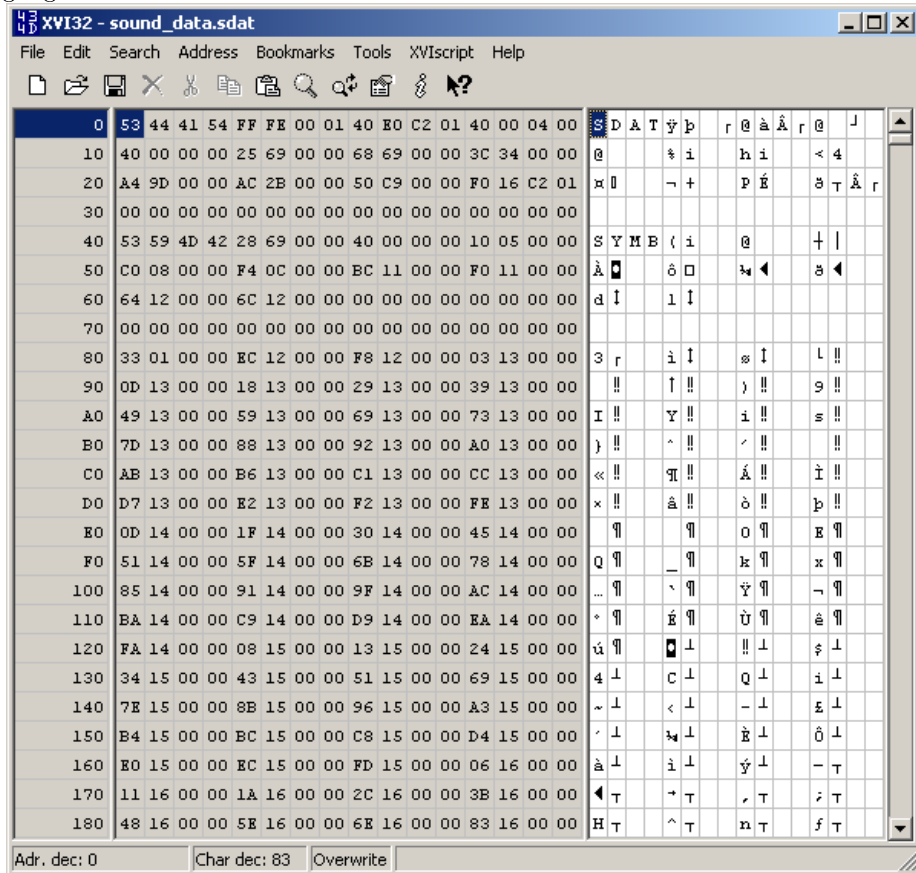 XVI32 - sound_data.sdat
File Edit Search Address Bookmarks Tools XVIscript Help
0 53 44 41 54 FF FE 00 01 40 E0 C2 01 40 00 04 00 S D A T ÿ þ ┌ @ à Â ┌ @ ┘
10 40 00 00 00 25 69 00 00 68 69 00 00 3C 34 00 00 @ % i h i < 4
20 A4 9D 00 00 AC 2B 00 00 50 C9 00 00 F0 16 C2 01 ¤ ▯ ¬ + P É ð ┬ Â ┌
30 00 00 00 00 00 00 00 00 00 00 00 00 00 00 00 00
40 53 59 4D 42 28 69 00 00 40 00 00 00 10 05 00 00 S Y M B ( i @ ┼ │
50 C0 08 00 00 F4 0C 00 00 BC 11 00 00 F0 11 00 00 À ◘ ô □ ¼ ◄ ð ◄
60 64 12 00 00 6C 12 00 00 00 00 00 00 00 00 00 00 d ↕ l ↕
70 00 00 00 00 00 00 00 00 00 00 00 00 00 00 00 00
80 33 01 00 00 EC 12 00 00 F8 12 00 00 03 13 00 00 3 ┌ ì ↕ ø ↕ └ ‼
90 0D 13 00 00 18 13 00 00 29 13 00 00 39 13 00 00 ‼ ↑ ‼ ) ‼ 9 ‼
A0 49 13 00 00 59 13 00 00 69 13 00 00 73 13 00 00 I ‼ Y ‼ i ‼ s ‼
B0 7D 13 00 00 88 13 00 00 92 13 00 00 A0 13 00 00 } ‼ ˆ ‼ ’ ‼ ‼
C0 AB 13 00 00 B6 13 00 00 C1 13 00 00 CC 13 00 00 « ‼ ¶ ‼ Á ‼ Ì ‼
D0 D7 13 00 00 E2 13 00 00 F2 13 00 00 FE 13 00 00 × ‼ â ‼ ò ‼ þ ‼
E0 0D 14 00 00 1F 14 00 00 30 14 00 00 45 14 00 00 ¶ ¶ 0 ¶ E ¶
F0 51 14 00 00 5F 14 00 00 6B 14 00 00 78 14 00 00 Q ¶ _ ¶ k ¶ x ¶
100 85 14 00 00 91 14 00 00 9F 14 00 00 AC 14 00 00 … ¶ ‘ ¶ Ÿ ¶ ¬ ¶
110 BA 14 00 00 C9 14 00 00 D9 14 00 00 EA 14 00 00 º ¶ É ¶ Ù ¶ ê ¶
120 FA 14 00 00 08 15 00 00 13 15 00 00 24 15 00 00 ú ¶ ◘ ┴ ‼ ┴ $ ┴
130 34 15 00 00 43 15 00 00 51 15 00 00 69 15 00 00 4 ┴ C ┴ Q ┴ i ┴
140 7E 15 00 00 8B 15 00 00 96 15 00 00 A3 15 00 00 ~ ┴ ‹ ┴ – ┴ £ ┴
150 B4 15 00 00 BC 15 00 00 C8 15 00 00 D4 15 00 00 ´ ┴ ¼ ┴ È ┴ Ô ┴
160 E0 15 00 00 EC 15 00 00 FD 15 00 00 06 16 00 00 à ┴ ì ┴ ý ┴ − ┬
170 11 16 00 00 1A 16 00 00 2C 16 00 00 3B 16 00 00 ◄ ┬ → ┬ , ┬ ; ┬
180 48 16 00 00 5E 16 00 00 6E 16 00 00 83 16 00 00 H ┬ ^ ┬ n ┬ ƒ ┬
Adr. dec: 0 Char dec: 83 Overwrite